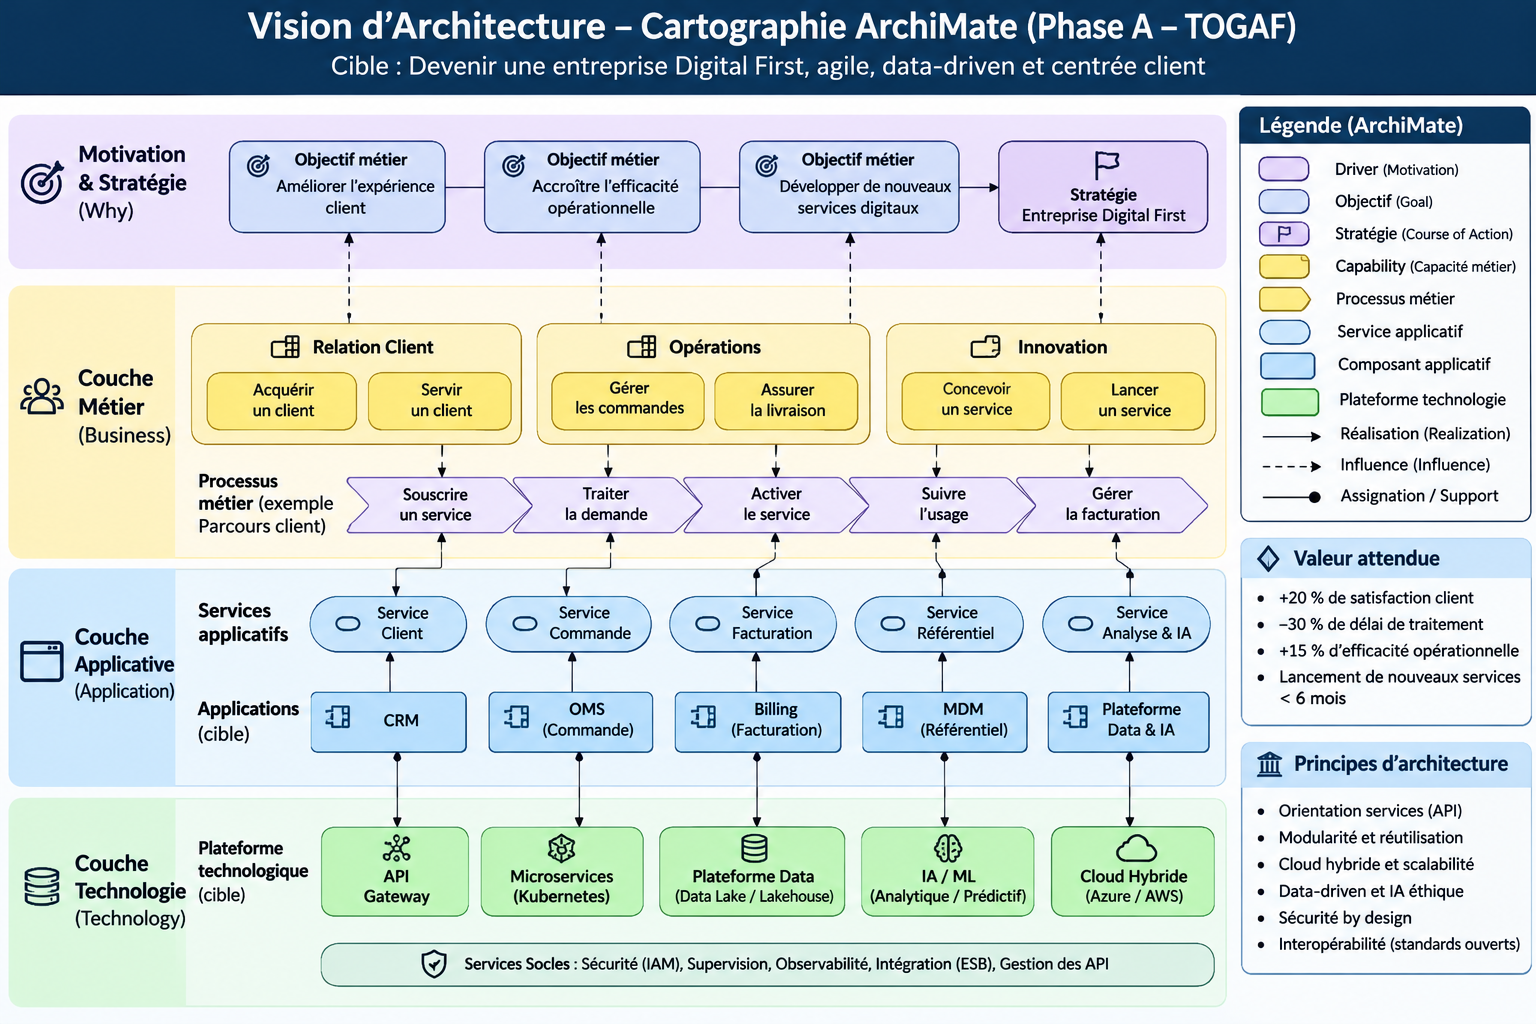 Vision d’Architecture – Cartographie ArchiMate (Phase A – TOGAF)
Cible : Devenir une entreprise Digital First, agile, data-driven et centrée client
Motivation
& Stratégie
(Why)
Objectif métier
Améliorer l’expérience
client
Objectif métier
Accroître l’efficacité
opérationnelle
Objectif métier
Développer de nouveaux
services digitaux
Stratégie
Entreprise Digital First
Couche
Métier
(Business)
Relation Client
Acquérir
un client
Servir
un client
Opérations
Gérer
les commandes
Assurer
la livraison
Innovation
Concevoir
un service
Lancer
un service
Processus
métier (exemple
Parcours client)
Souscrire
un service
Traiter
la demande
Activer
le service
Suivre
l’usage
Gérer
la facturation
Couche
Applicative
(Application)
Services
applicatifs
Service
Client
Service
Commande
Service
Facturation
Service
Référentiel
Service
Analyse & IA
Applications
(cible)
CRM
OMS
(Commande)
Billing
(Facturation)
MDM
(Référentiel)
Plateforme
Data & IA
Couche
Technologie
(Technology)
Plateforme
technologique
(cible)
API
Gateway
Microservices
(Kubernetes)
Plateforme Data
(Data Lake / Lakehouse)
IA / ML
(Analytique / Prédictif)
Cloud Hybride
(Azure / AWS)
Services Socles : Sécurité (IAM), Supervision, Observabilité, Intégration (ESB), Gestion des API
Légende (ArchiMate)
Driver (Motivation)
Objectif (Goal)
Stratégie (Course of Action)
Capability (Capacité métier)
Processus métier
Service applicatif
Composant applicatif
Plateforme technologie
Réalisation (Realization)
Influence (Influence)
Assignation / Support
Valeur attendue
• +20 % de satisfaction client
• –30 % de délai de traitement
• +15 % d’efficacité opérationnelle
• Lancement de nouveaux services
< 6 mois
Principes d’architecture
• Orientation services (API)
• Modularité et réutilisation
• Cloud hybride et scalabilité
• Data-driven et IA éthique
• Sécurité by design
• Interopérabilité (standards ouverts)